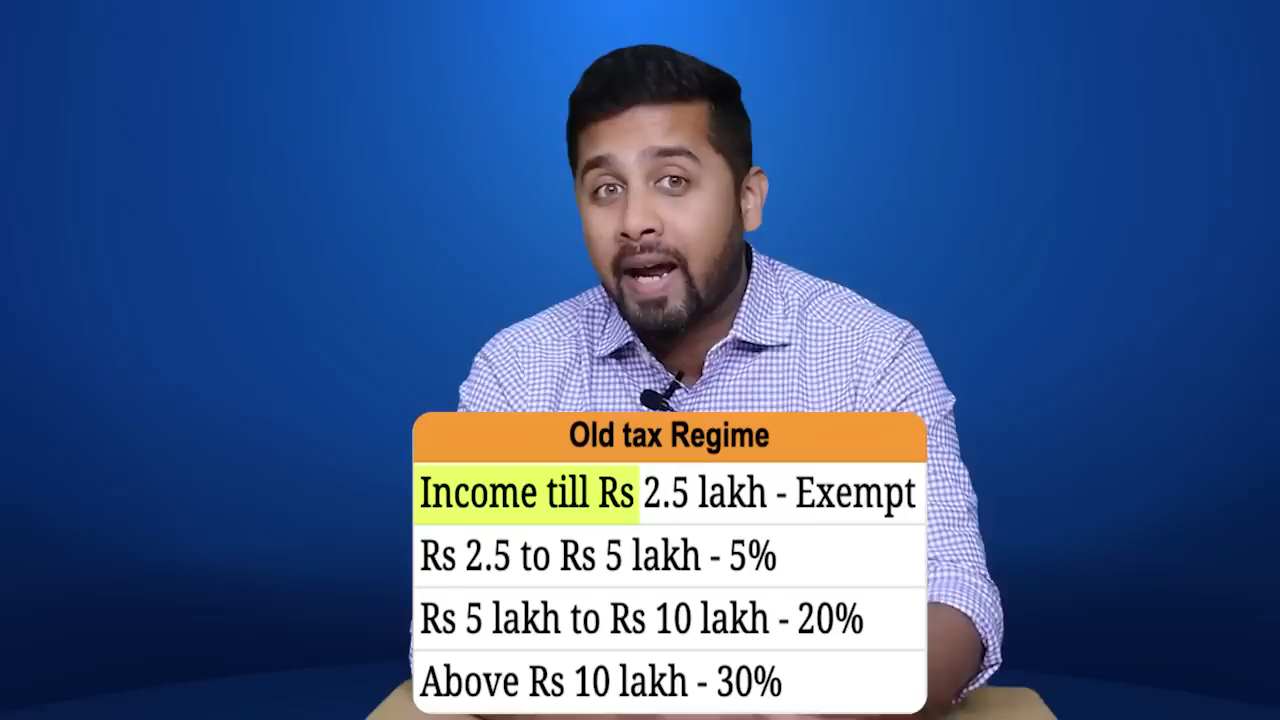 Old tax Regime
Income till Rs 2.5 lakh - Exempt
Rs 2.5 to Rs 5 lakh - 5%
Rs 5 lakh to Rs 10 lakh - 20%
Above Rs 10 lakh - 30%